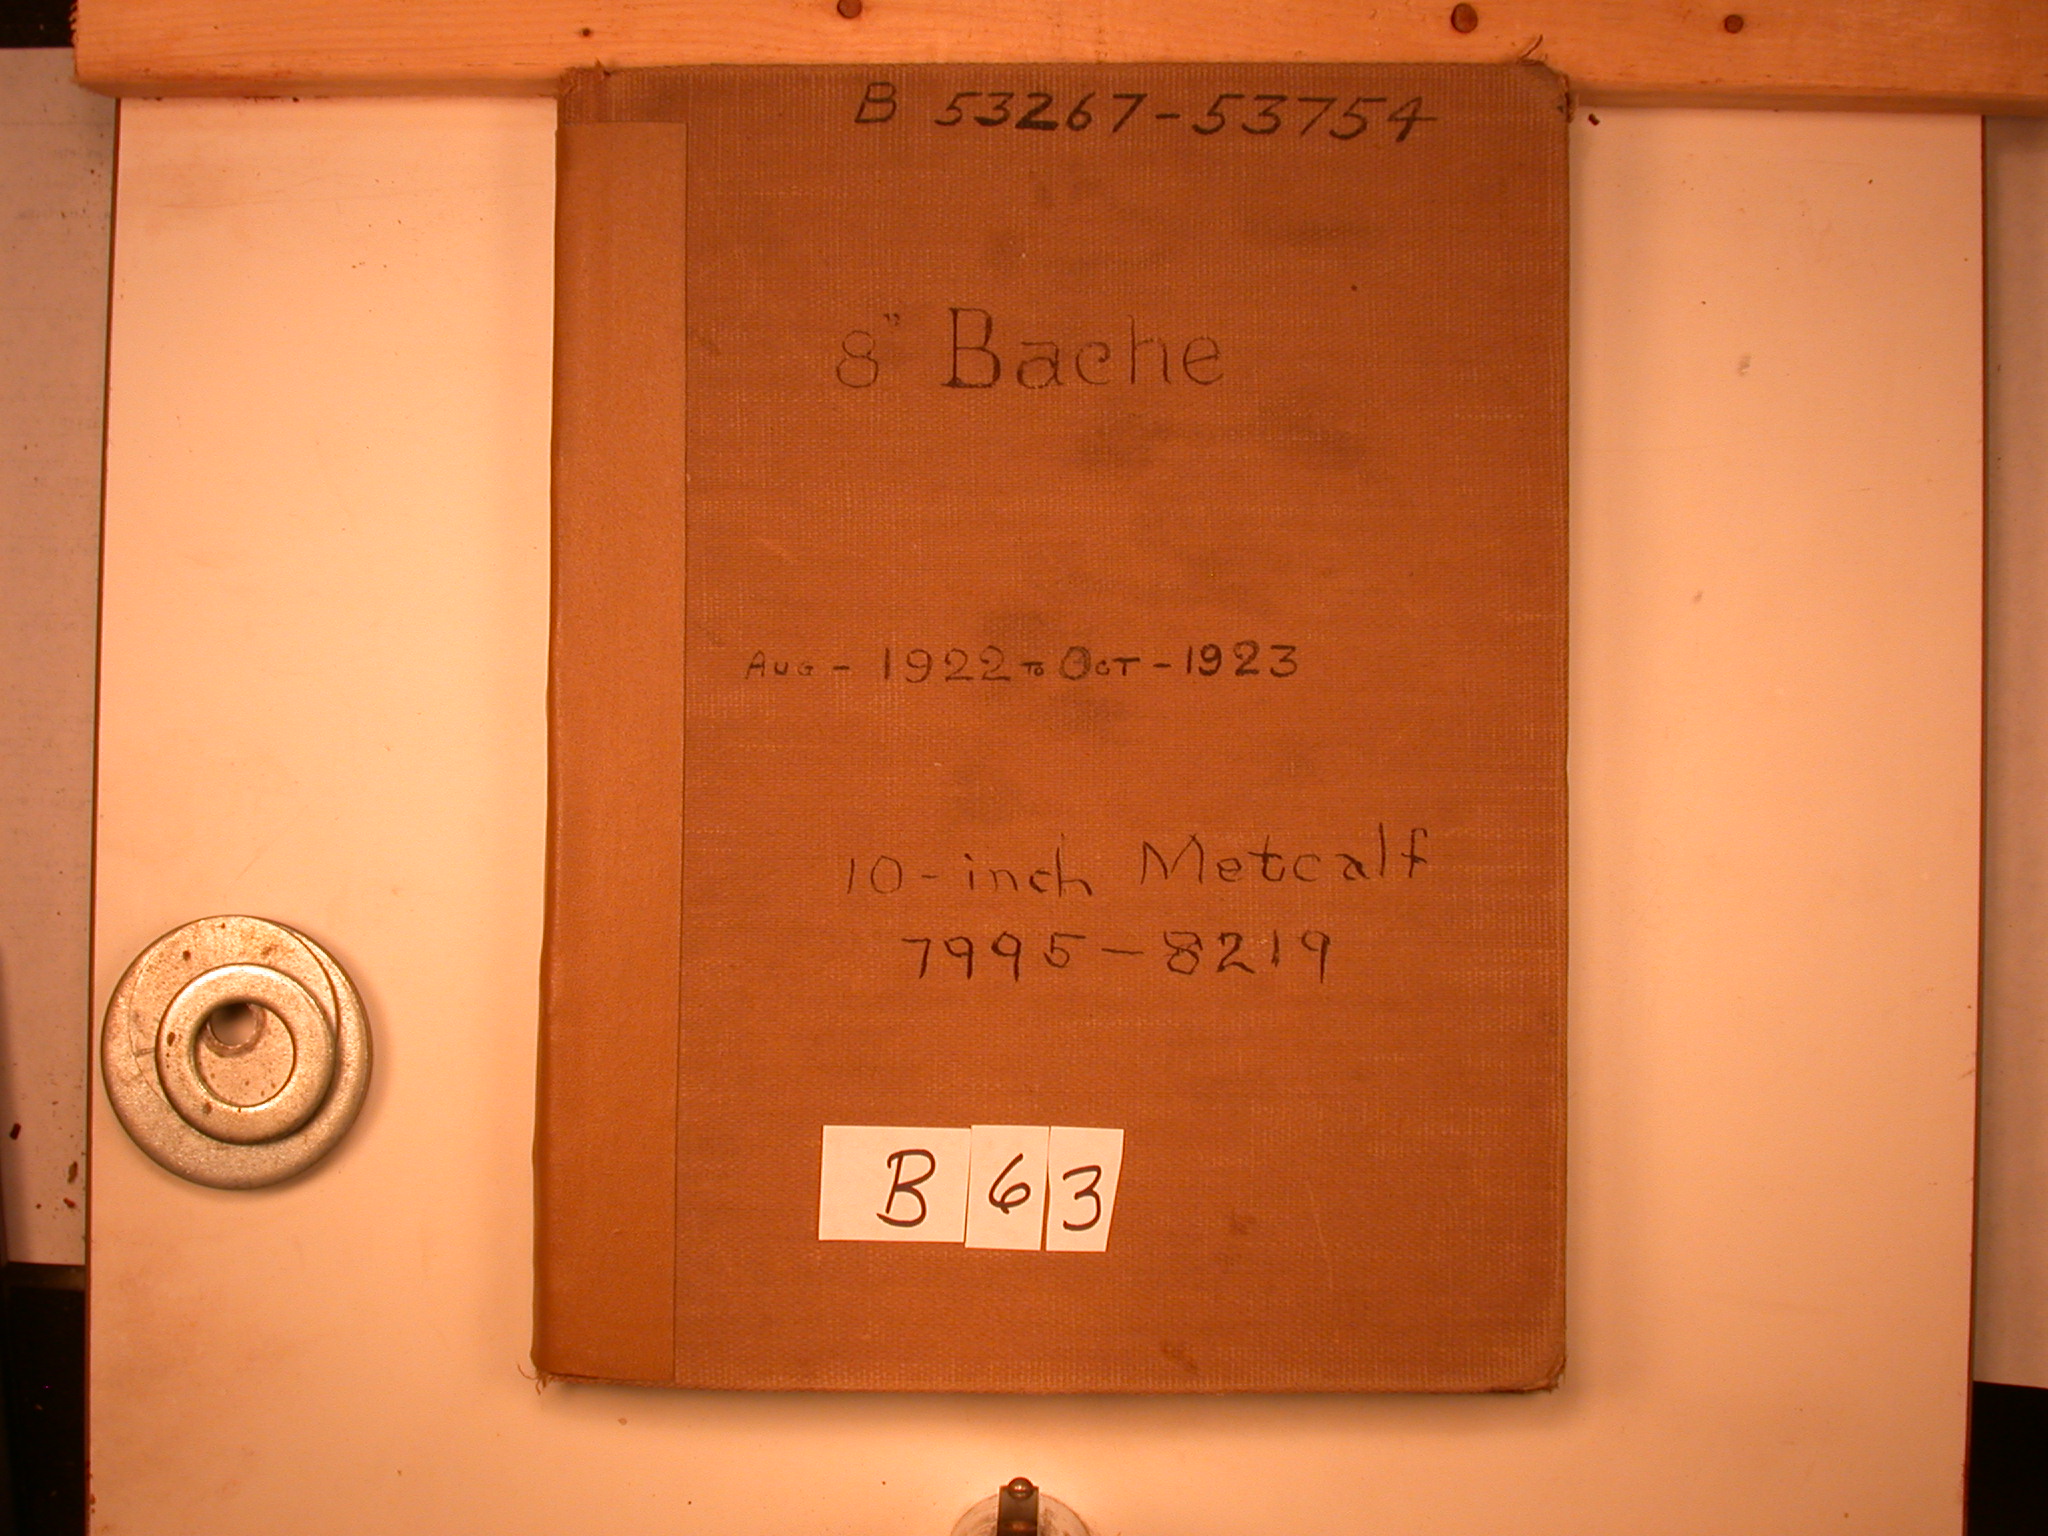 B 53267-53754
8" Bache
AUG - 1922 TO OCT - 1923
10-inch Metcalf
7995-8219
B 63